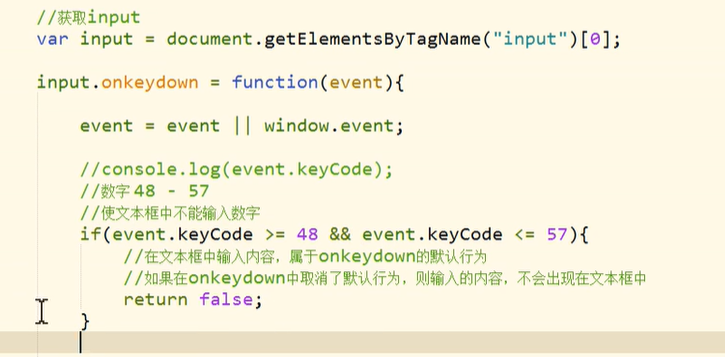 //获取input
var input = document.getElementsByTagName("input")[0];
input.onkeydown = function(event){
event = event || window.event;
//console.log(event.keyCode);
//数字 48 - 57
//使文本框中不能输入数字
if(event.keyCode >= 48 && event.keyCode <= 57){
//在文本框中输入内容，属于onkeydown的默认行为
//如果在onkeydown中取消了默认行为，则输入的内容，不会出现在文本框中
return false;
}